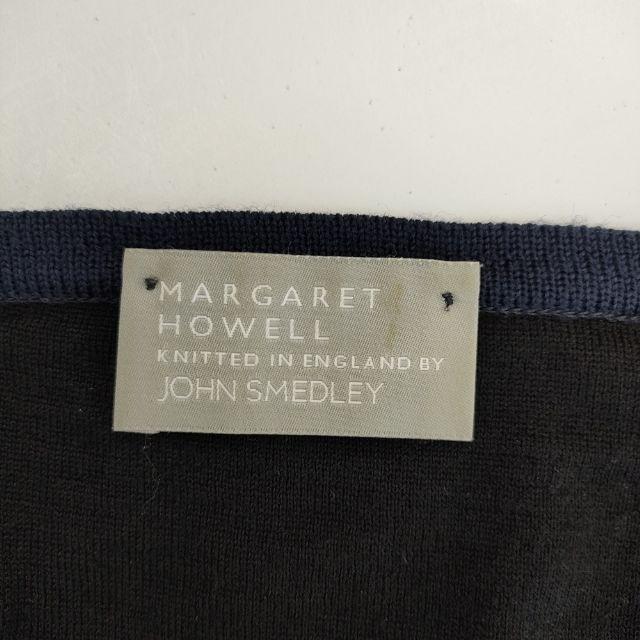 MARGARET
HOWELL
KNITTED IN ENGLAND BY
JOHN SMEDLEY